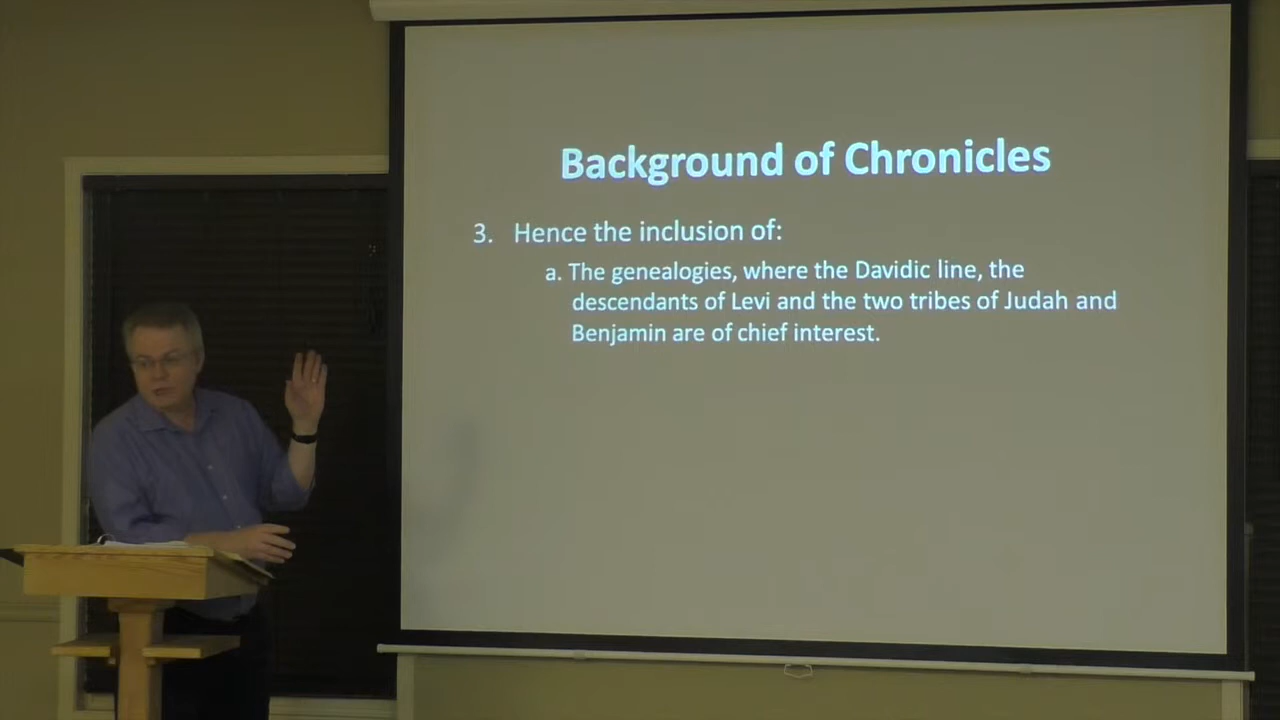 Background of Chronicles
3. Hence the inclusion of:
a. The genealogies, where the Davidic line, the
descendants of Levi and the two tribes of Judah and
Benjamin are of chief interest.